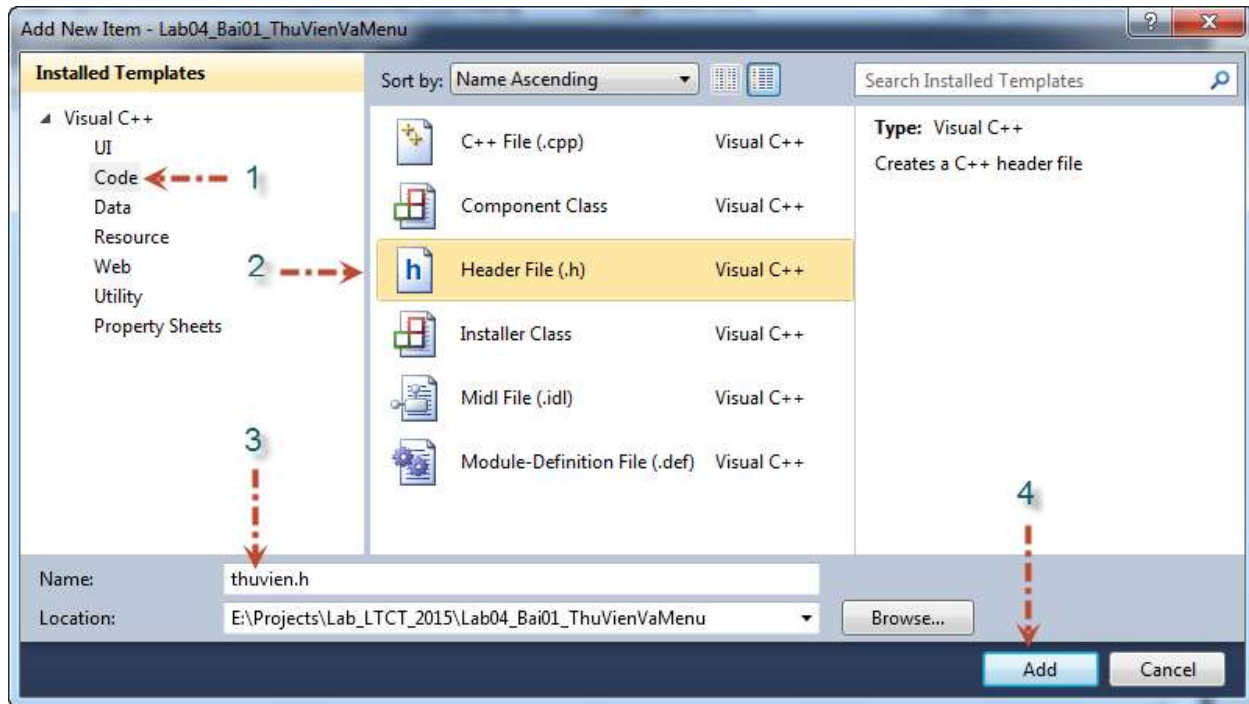 Add New Item - Lab04_Bai01_ThuVienVaMenu
Installed Templates
Visual C++
UI
Code
1
Data
Resource
Web
2
Utility
Property Sheets
3
Sort by: Name Ascending
C++ File (.cpp) Visual C++
Component Class Visual C++
h Header File (.h) Visual C++
Installer Class Visual C++
Midl File (.idl) Visual C++
Module-Definition File (.def) Visual C++
Search Installed Templates
Type: Visual C++
Creates a C++ header file
4
Name: thuvien.h
Location: E:\Projects\Lab_LTCT_2015\Lab04_Bai01_ThuVienVaMenu Browse...
Add Cancel